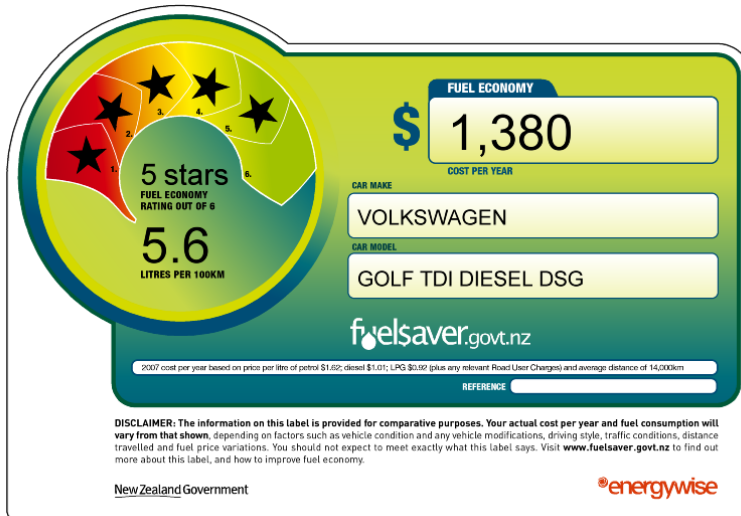 1.
2.
3.
4.
5.
6.
5 stars
FUEL ECONOMY
RATING OUT OF 6
5.6
LITRES PER 100KM
FUEL ECONOMY
$ 1,380
COST PER YEAR
CAR MAKE
VOLKSWAGEN
CAR MODEL
GOLF TDI DIESEL DSG
fuelsaver.govt.nz
2007 cost per year based on price per litre of petrol $1.62; diesel $1.01; LPG $0.92 (plus any relevant Road User Charges) and average distance of 14,000km
REFERENCE
DISCLAIMER: The information on this label is provided for comparative purposes. Your actual cost per year and fuel consumption will
vary from that shown, depending on factors such as vehicle condition and any vehicle modifications, driving style, traffic conditions, distance
travelled and fuel price variations. You should not expect to meet exactly what this label says. Visit www.fuelsaver.govt.nz to find out
more about this label, and how to improve fuel economy.
New Zealand Government
energywise